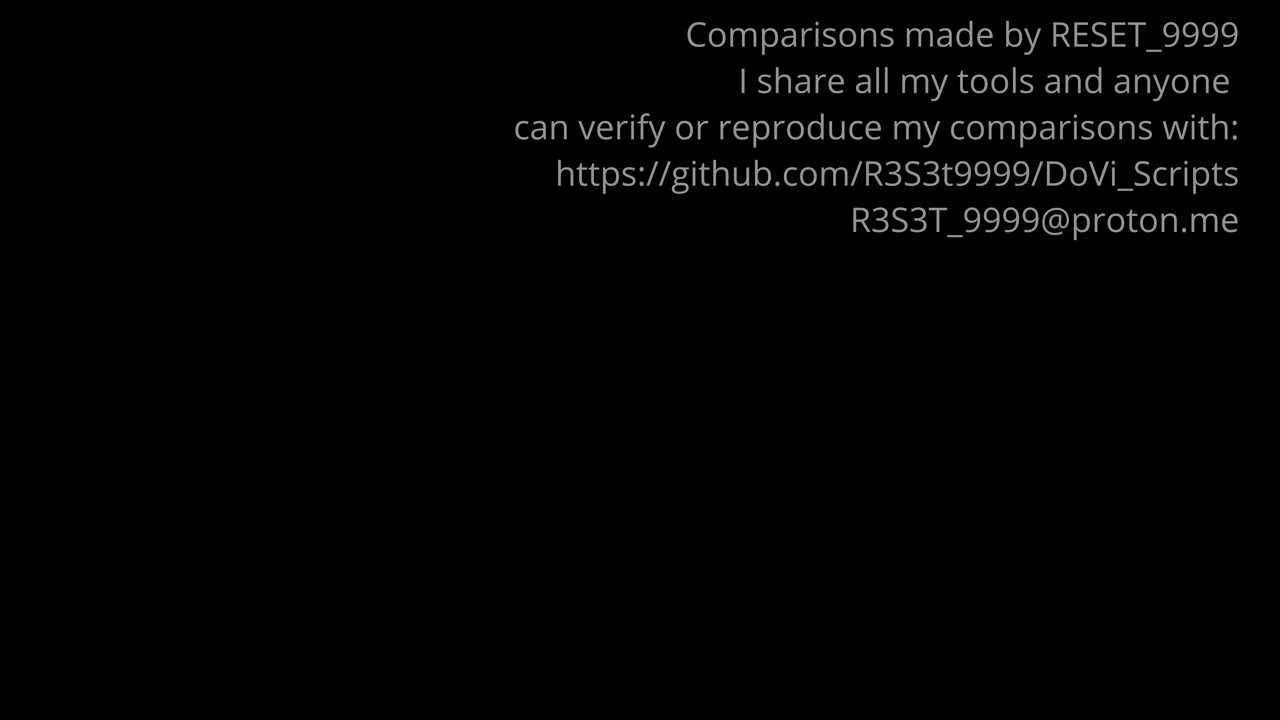 Comparisons made by RESET_9999
I share all my tools and anyone
can verify or reproduce my comparisons with:
https://github.com/R3S3t9999/DoVi_Scripts
R3S3T_9999@proton.me